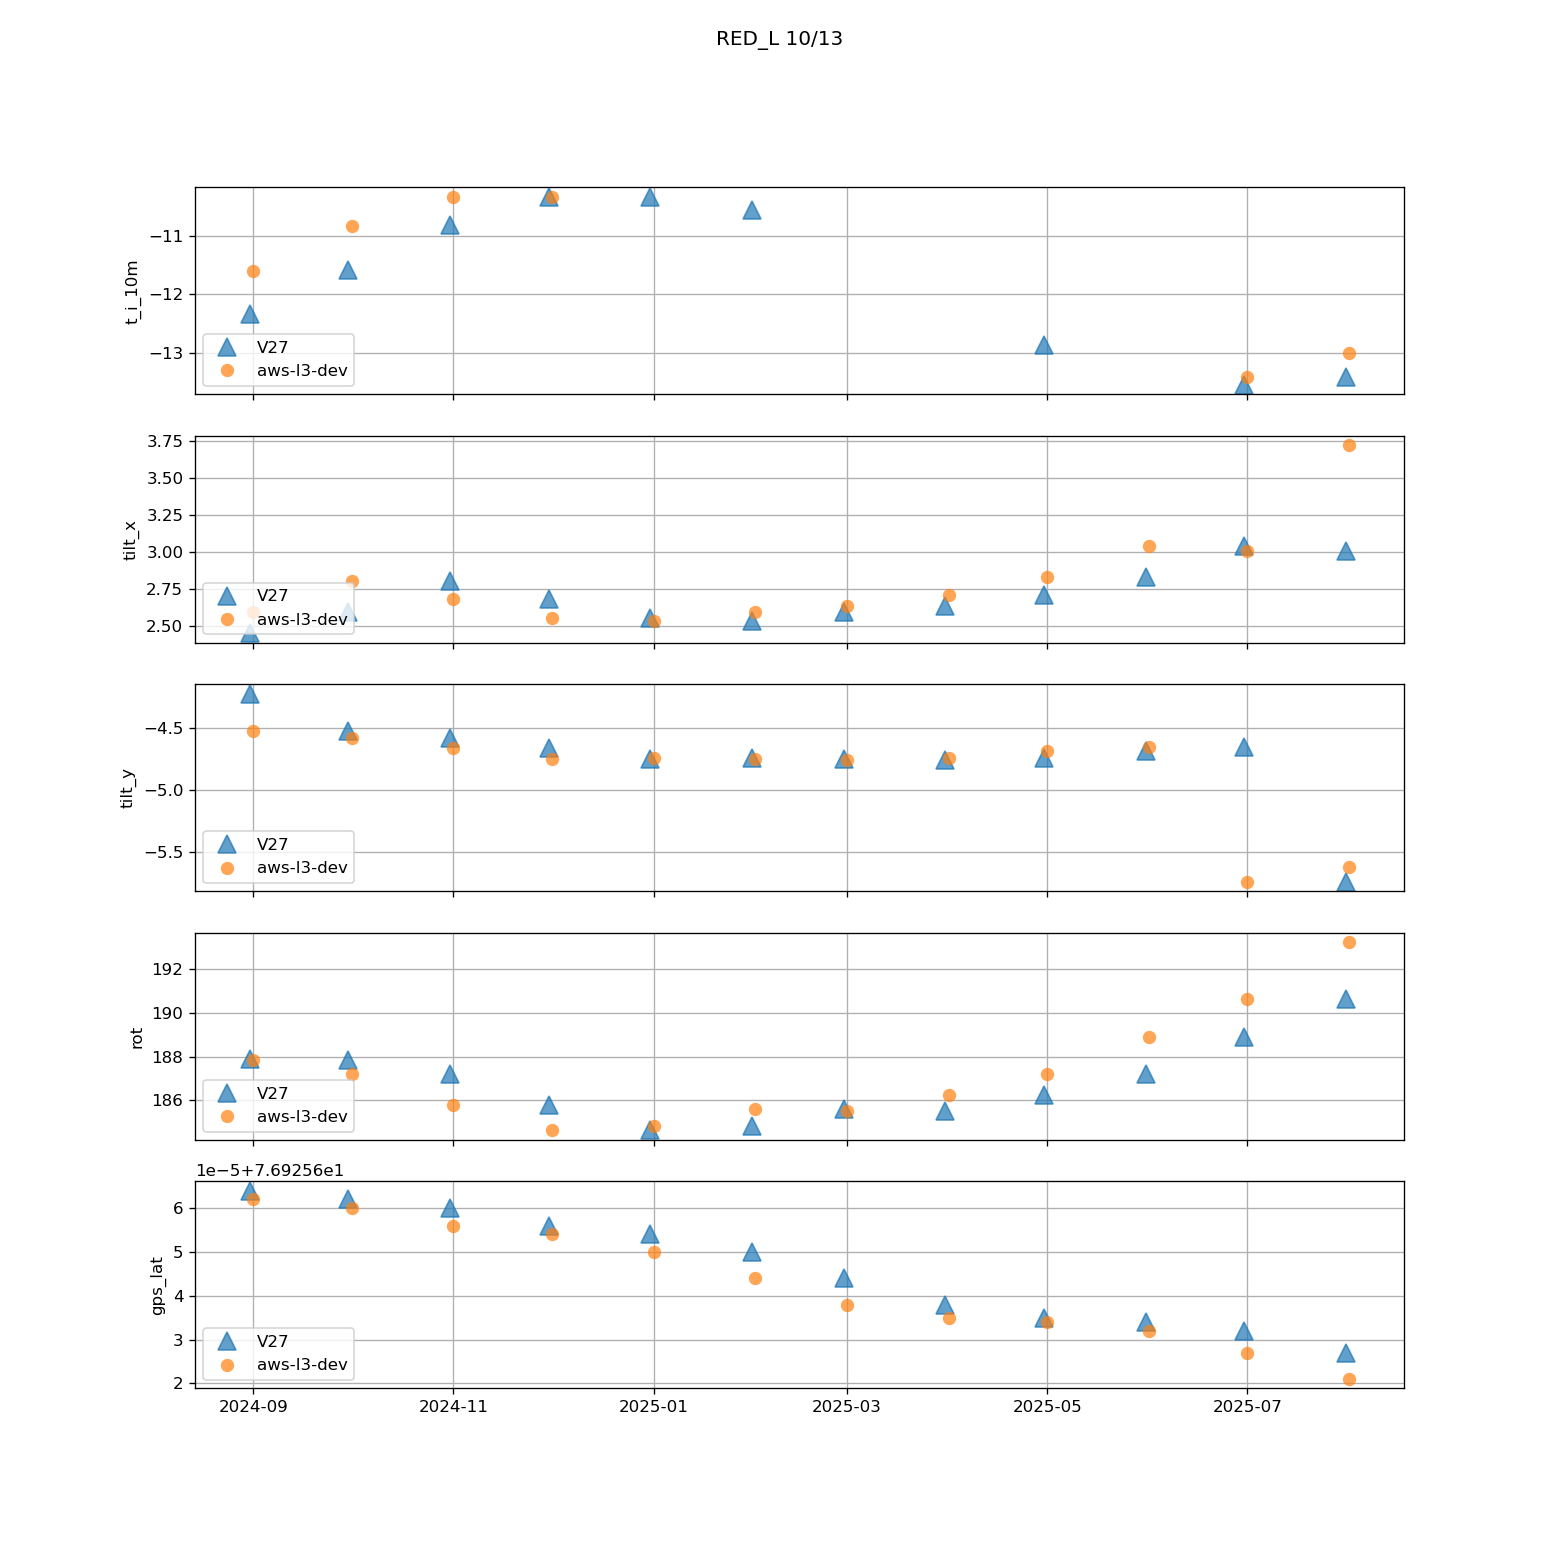 RED_L 10/13
t_i_10m
−11
−12
−13
V27
aws-l3-dev
tilt_x
3.75
3.50
3.25
3.00
2.75
2.50
V27
aws-l3-dev
tilt_y
−4.5
−5.0
−5.5
V27
aws-l3-dev
rot
192
190
188
186
V27
aws-l3-dev
1e−5+7.69256e1
gps_lat
6
5
4
3
2
V27
aws-l3-dev
2024-09 2024-11 2025-01 2025-03 2025-05 2025-07